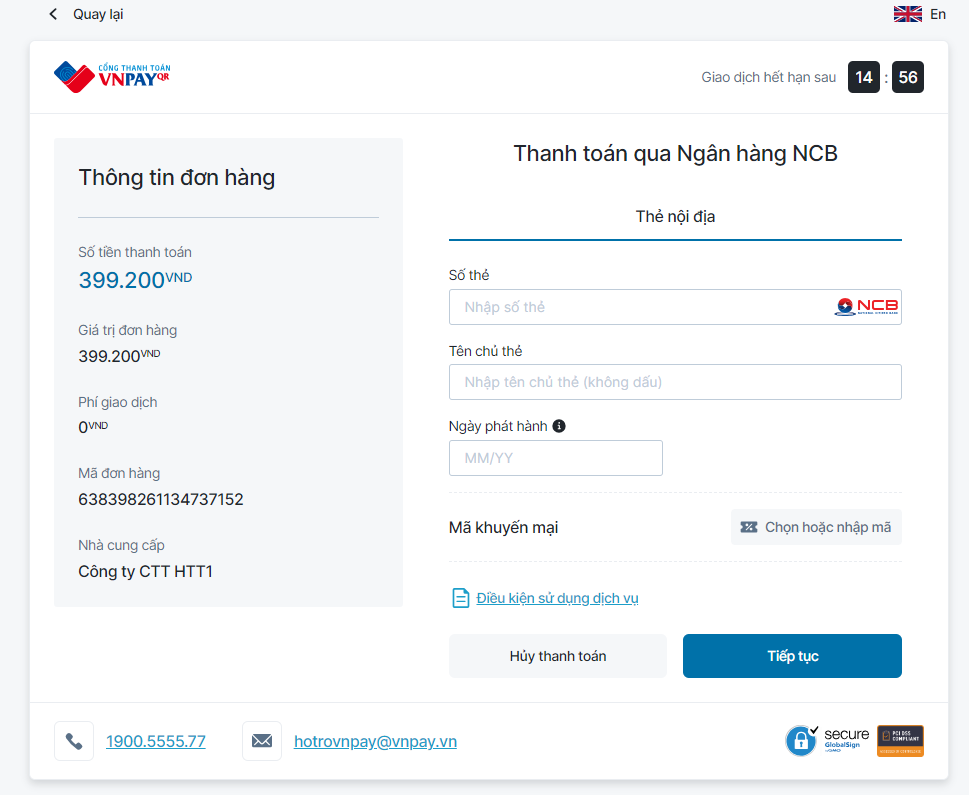 Quay lại
En
CỔNG THANH TOÁN
VNPAYQR
Giao dịch hết hạn sau 14 : 56
Thông tin đơn hàng
Số tiền thanh toán
399.200VND
Giá trị đơn hàng
399.200VND
Phí giao dịch
0VND
Mã đơn hàng
638398261134737152
Nhà cung cấp
Công ty CTT HTT1
Thanh toán qua Ngân hàng NCB
Thẻ nội địa
Số thẻ
Nhập số thẻ
NCB
Tên chủ thẻ
Nhập tên chủ thẻ (không dấu)
Ngày phát hành
MM/YY
Mã khuyến mại
Chọn hoặc nhập mã
Điều kiện sử dụng dịch vụ
Hủy thanh toán
Tiếp tục
1900.5555.77
hotrovnpay@vnpay.vn
secure
GlobalSign
PCI DSS
COMPLIANT